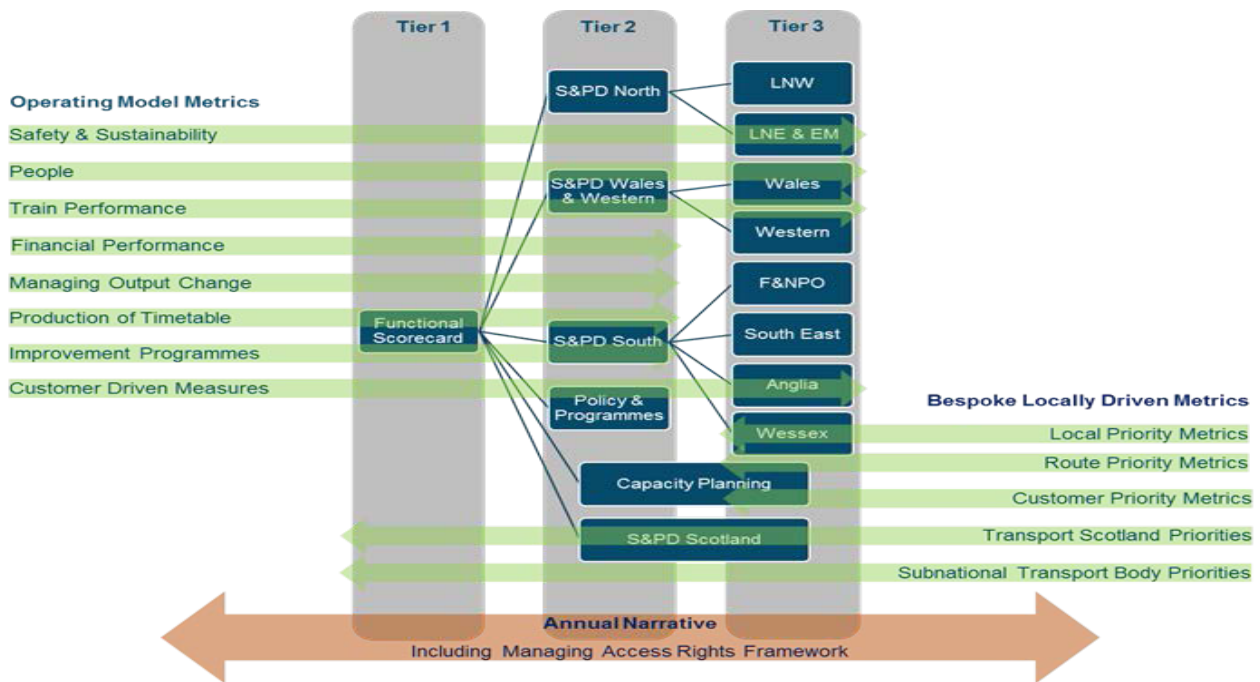 Tier 1
Tier 2
Tier 3
Operating Model Metrics
Safety & Sustainability
People
Train Performance
Financial Performance
Managing Output Change
Production of Timetable
Improvement Programmes
Customer Driven Measures
Functional
Scorecard
S&PD North
S&PD Wales
& Western
S&PD South
Policy &
Programmes
Capacity Planning
S&PD Scotland
LNW
LNE & EM
Wales
Western
F&NPO
South East
Anglia
Wessex
Bespoke Locally Driven Metrics
Local Priority Metrics
Route Priority Metrics
Customer Priority Metrics
Transport Scotland Priorities
Subnational Transport Body Priorities
Annual Narrative
Including Managing Access Rights Framework